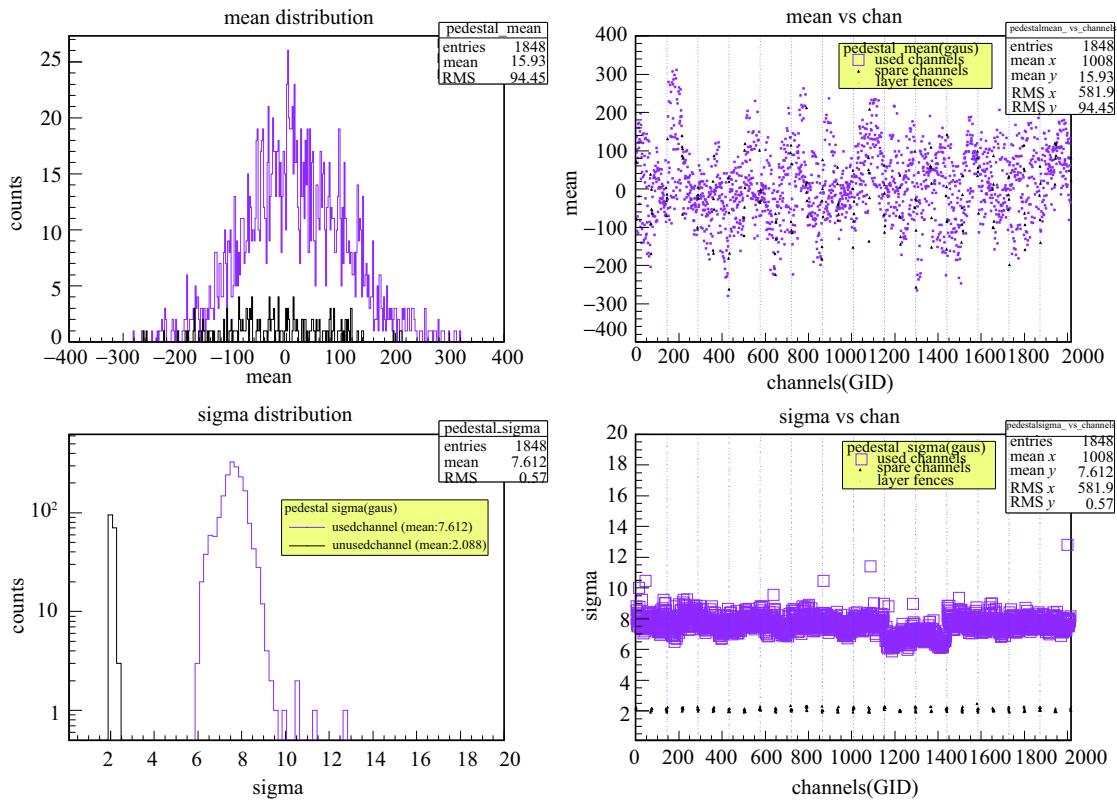 mean distribution
pedestal_mean
entries 1848
mean 15.93
RMS 94.45
counts
25
20
15
10
5
0
−400 −300 −200 −100 0 100 200 300 400
mean
mean vs chan
pedestalmean_ vs_channels
entries 1848
mean x 1008
mean y 15.93
RMS x 581.9
RMS y 94.45
pedestal_mean(gaus)
used channels
spare channels
layer fences
mean
400
300
200
100
0
−100
−200
−300
−400
0 200 400 600 800 1000 1200 1400 1600 1800 2000
channels(GID)
sigma distribution
pedestal_sigma
entries 1848
mean 7.612
RMS 0.57
pedestal sigma(gaus)
usedchannel (mean:7.612)
unusedchannel (mean:2.088)
counts
10²
10
1
2 4 6 8 10 12 14 16 18 20
sigma
sigma vs chan
pedestalsigma_ vs_channels
entries 1848
mean x 1008
mean y 7.612
RMS x 581.9
RMS y 0.57
pedestal_sigma(gaus)
used channels
spare channels
layer fences
sigma
20
18
16
14
12
10
8
6
4
2
0 200 400 600 800 1000 1200 1400 1600 1800 2000
channels(GID)